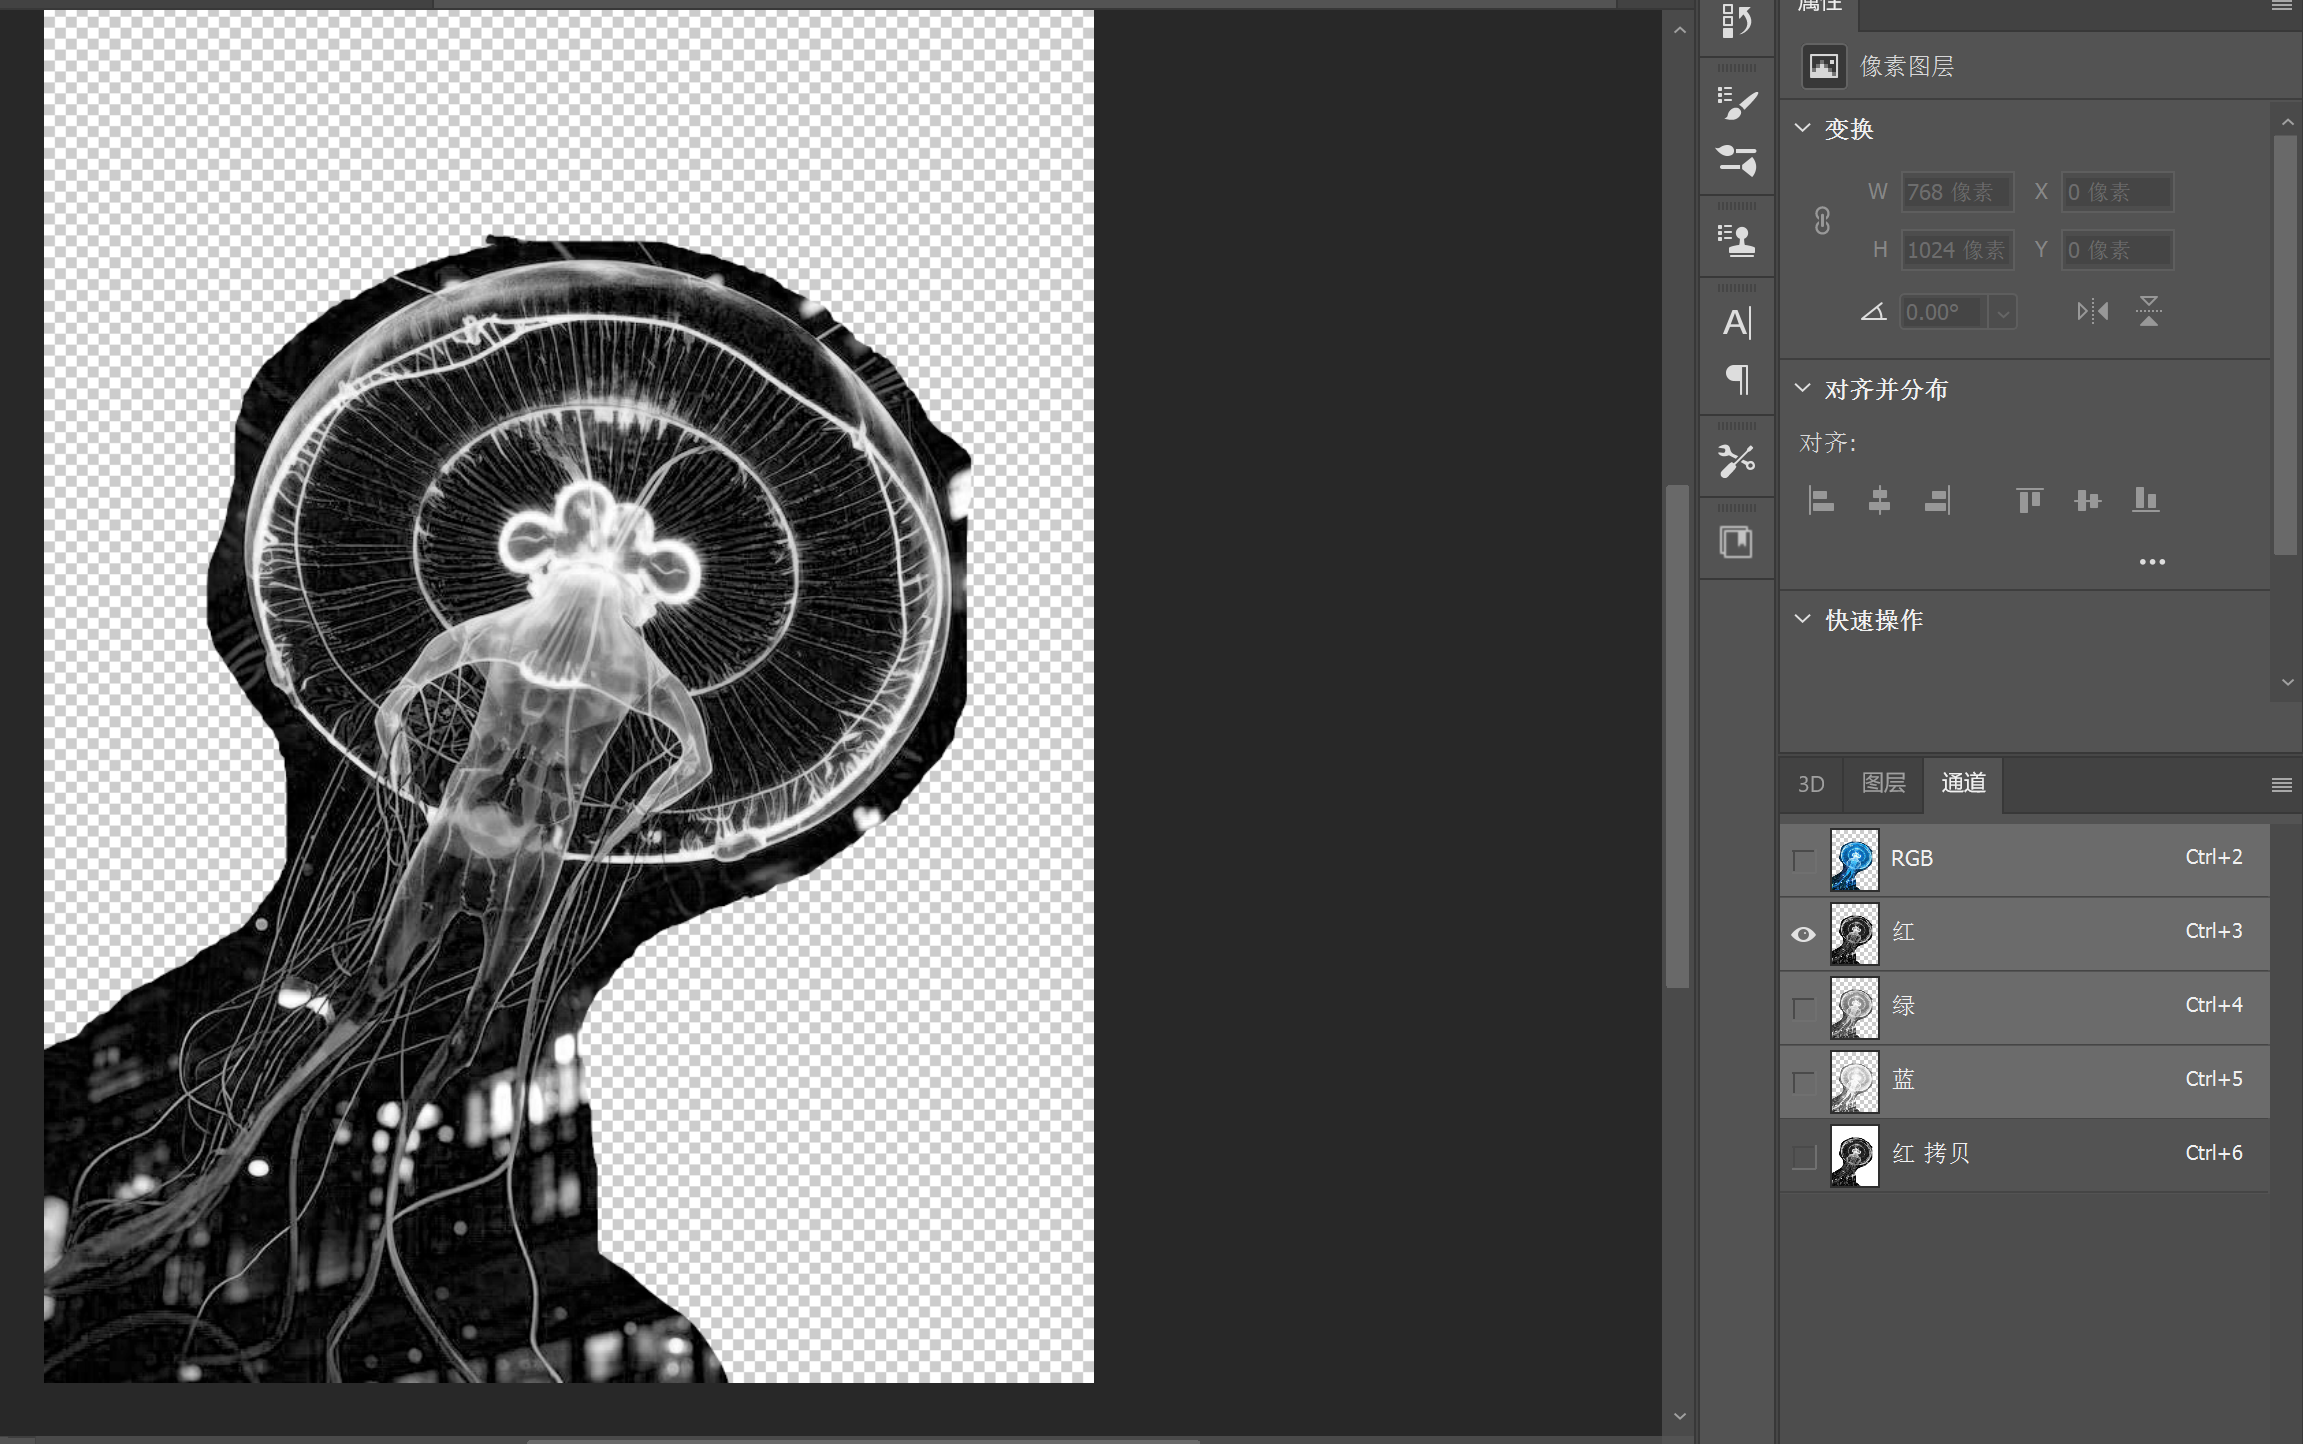 属性
像素图层
变换
W 768 像素 X 0 像素
H 1024 像素 Y 0 像素
0.00°
对齐并分布
对齐:
快速操作
3D 图层 通道
RGB Ctrl+2
红 Ctrl+3
绿 Ctrl+4
蓝 Ctrl+5
红 拷贝 Ctrl+6